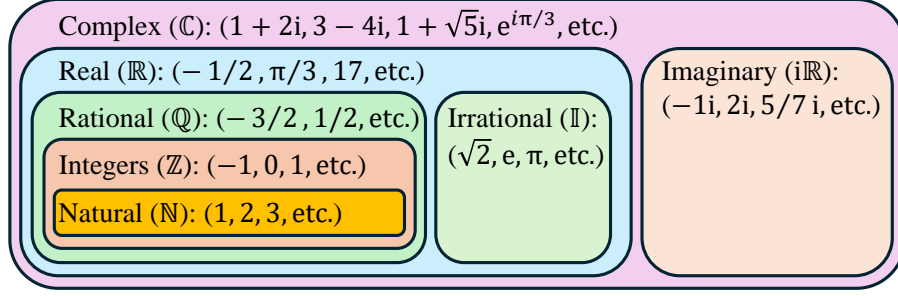 Complex (ℂ): (1 + 2i, 3 − 4i, 1 + √5i, e^{iπ/3}, etc.)
Real (ℝ): (− 1/2 , π/3 , 17, etc.)
Imaginary (iℝ):
(−1i, 2i, 5/7 i, etc.)
Rational (ℚ): (− 3/2 , 1/2, etc.)
Irrational (𝕀):
(√2, e, π, etc.)
Integers (ℤ): (−1, 0, 1, etc.)
Natural (ℕ): (1, 2, 3, etc.)